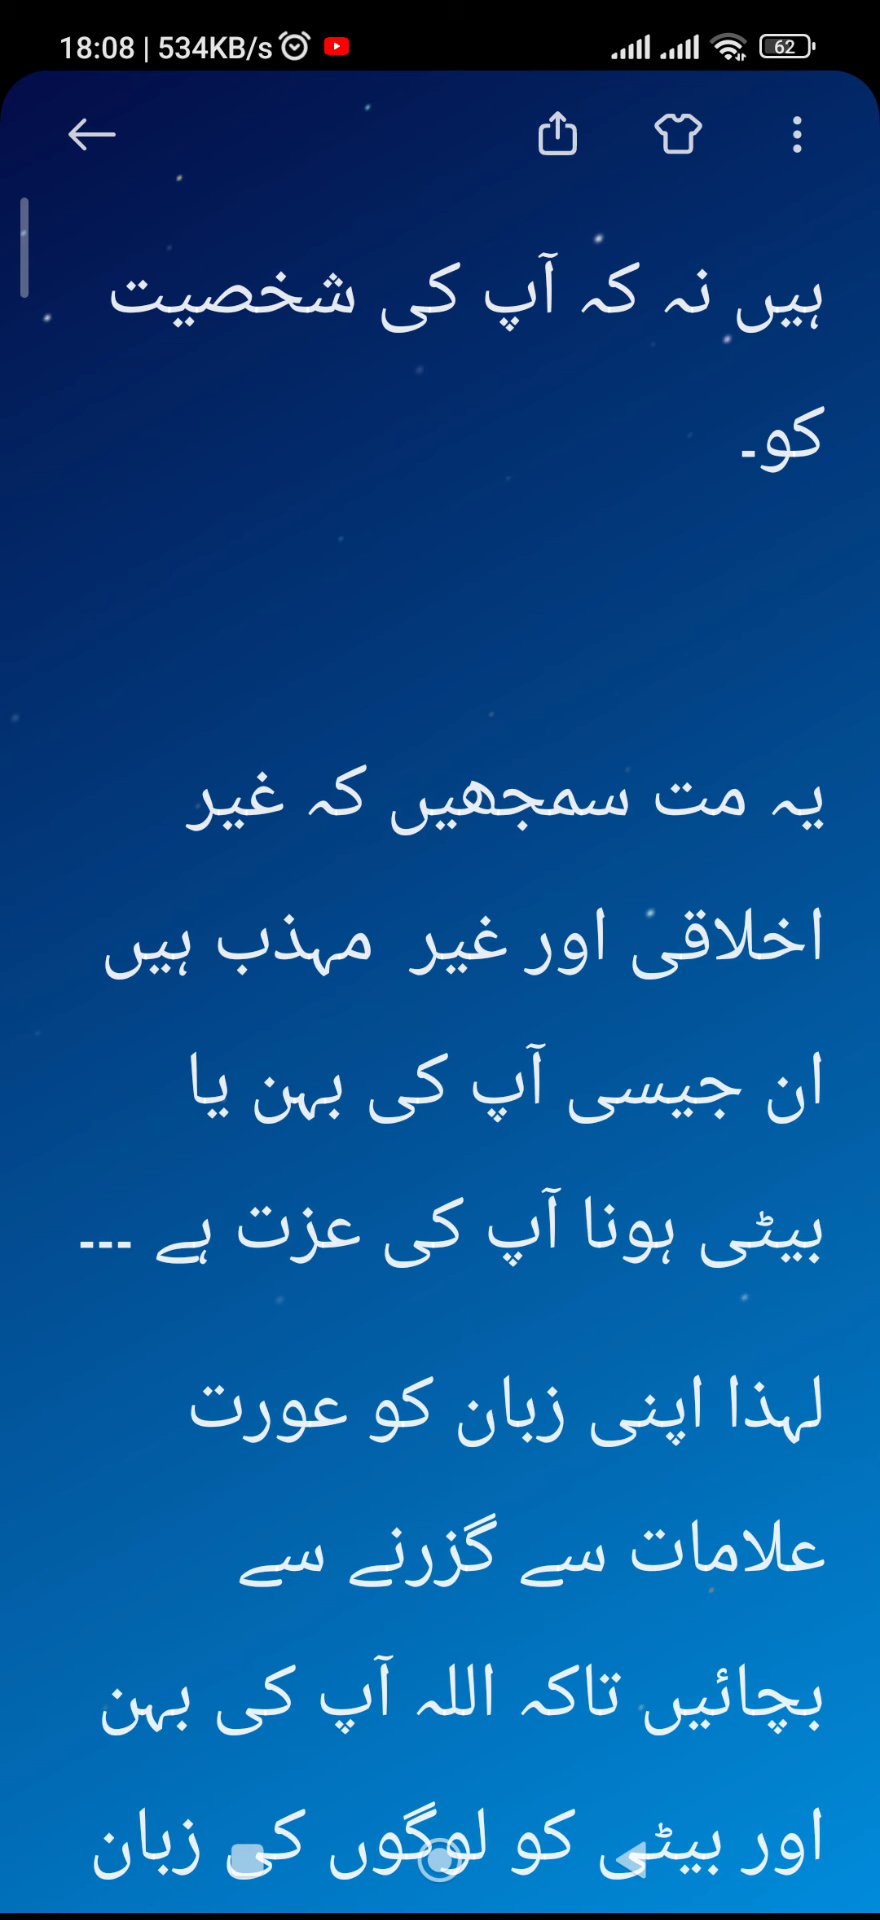 18:08 | 534KB/s 62
ہیں نہ کہ آپ کی شخصیت
کو۔
یہ مت سمجھیں کہ غیر
اخلاقی اور غیر مہذب ہیں
ان جیسی آپ کی بہن یا
بیٹی ہونا آپ کی عزت ہے ---
لہذا اپنی زبان کو عورت
علامات سے گزرنے سے
بچائیں تاکہ اللہ آپ کی بہن
اور بیٹی کو لوگوں کی زبان